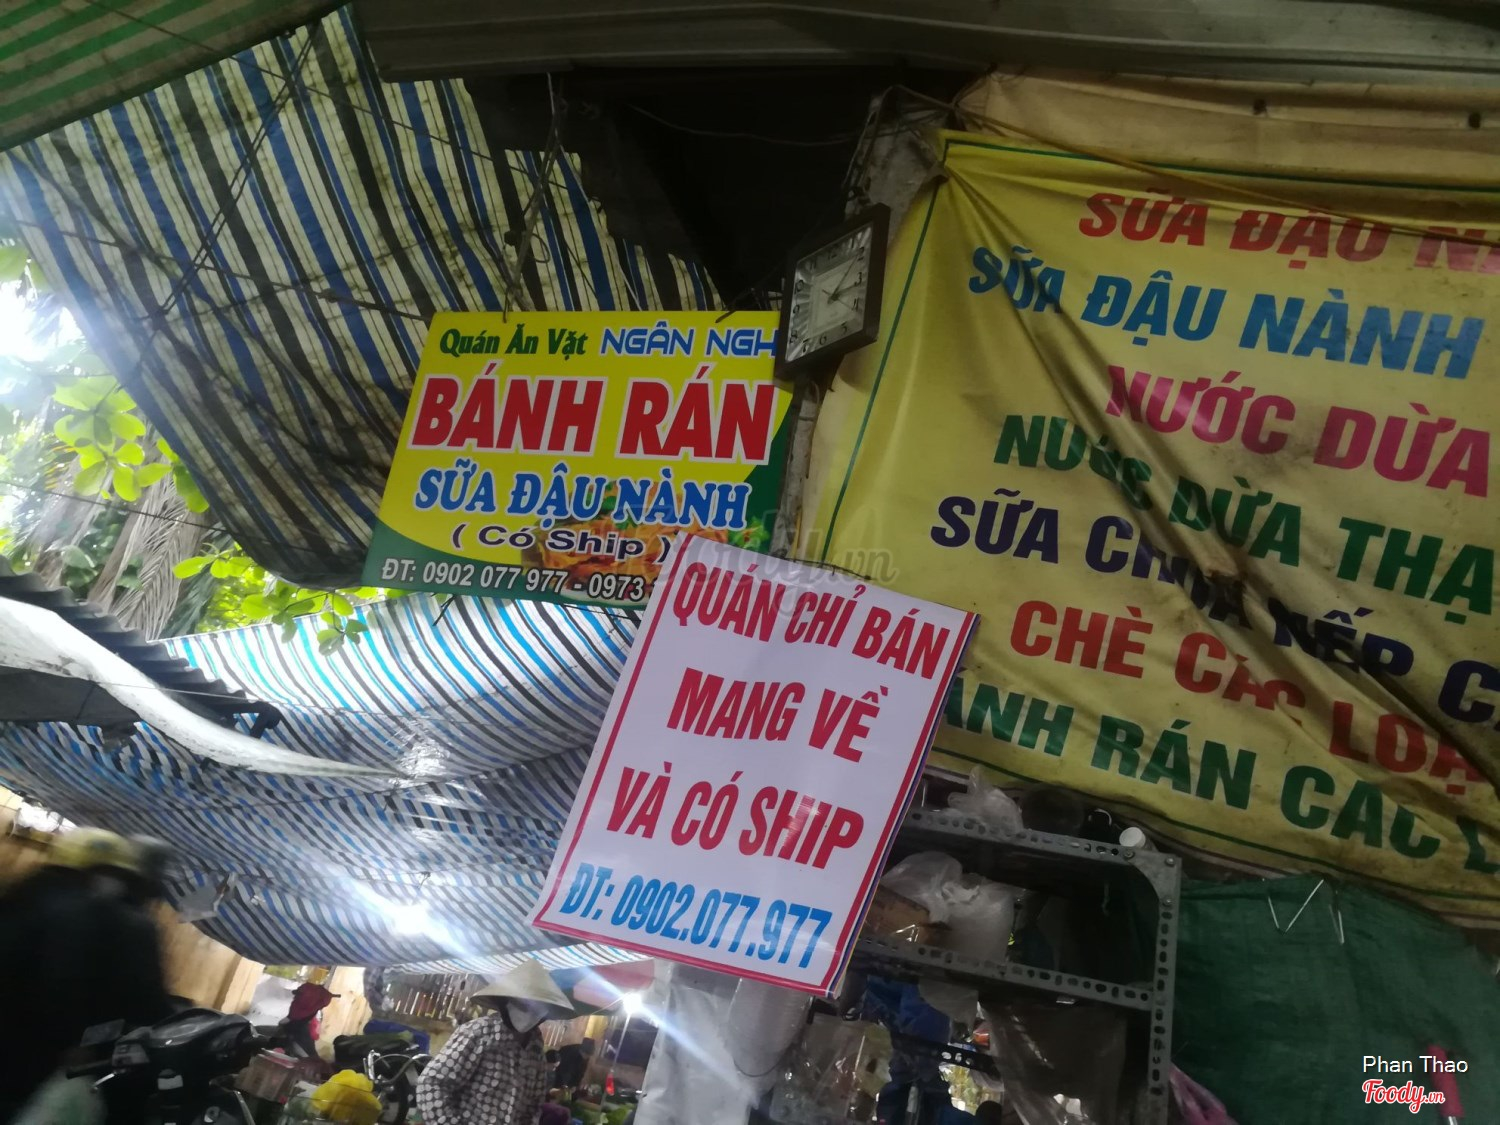 Quán Ăn Vặt NGÂN NGH
BÁNH RÁN
SỮA ĐẬU NÀNH
( Có Ship )
ĐT: 0902 077 977 - 0973
QUÁN CHỈ BÁN
MANG VỀ
VÀ CÓ SHIP
ĐT: 0902.077.977
SỮA ĐẬU
SỮA ĐẬU NÀNH
NƯỚC DỪA
NƯỚC DỪA THẠ
SỮA CHUA NẾP C
CHÈ CÁC LOẠ
ÁNH RÁN CÁC
Phan Thao
Foody.vn